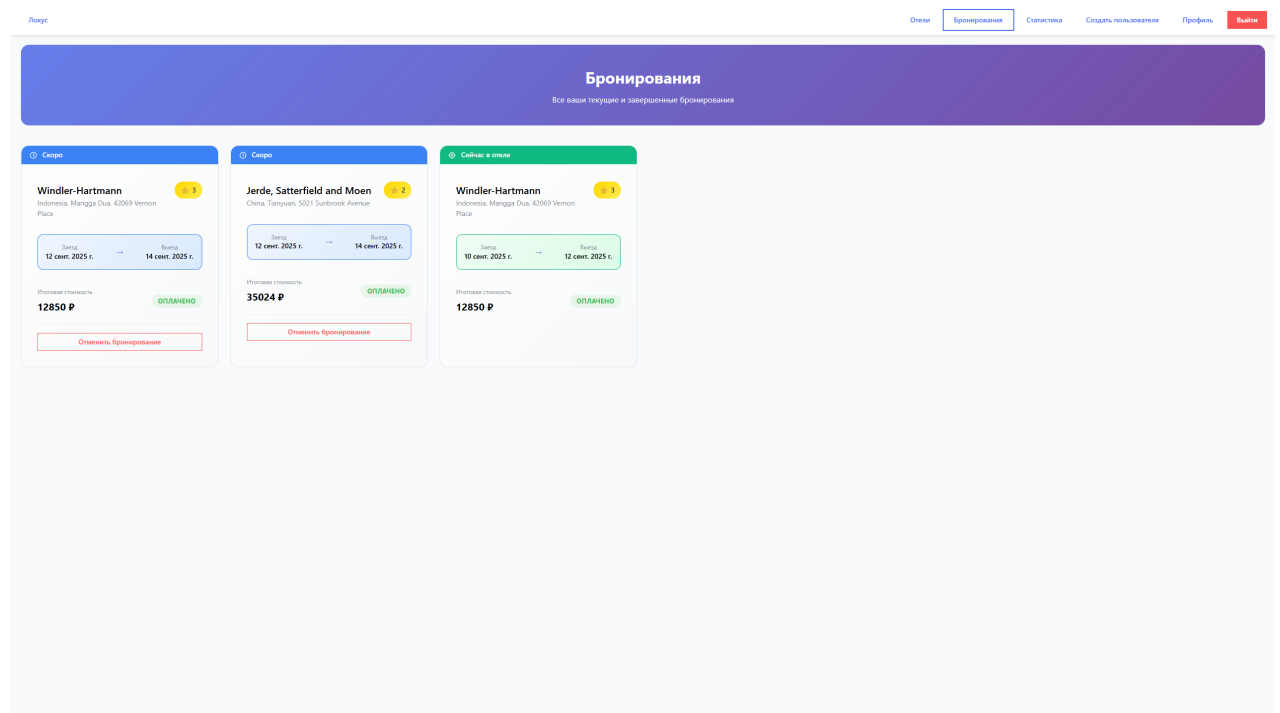 Локус
Отели
Бронирования
Статистика
Создать пользователя
Профиль
Выйти
Бронирования
Все ваши текущие и завершенные бронирования
Скоро
Windler-Hartmann
3
Indonesia, Mangga Dua, 42069 Vernon
Place
Заезд
12 сент. 2025 г.
→
Выезд
14 сент. 2025 г.
Итоговая стоимость
12850 ₽
ОПЛАЧЕНО
Отменить бронирование
Скоро
Jerde, Satterfield and Moen
2
China, Tianyuan, 5021 Sunbrook Avenue
Заезд
12 сент. 2025 г.
→
Выезд
14 сент. 2025 г.
Итоговая стоимость
35024 ₽
ОПЛАЧЕНО
Отменить бронирование
Сейчас в отеле
Windler-Hartmann
3
Indonesia, Mangga Dua, 42069 Vernon
Place
Заезд
10 сент. 2025 г.
→
Выезд
12 сент. 2025 г.
Итоговая стоимость
12850 ₽
ОПЛАЧЕНО